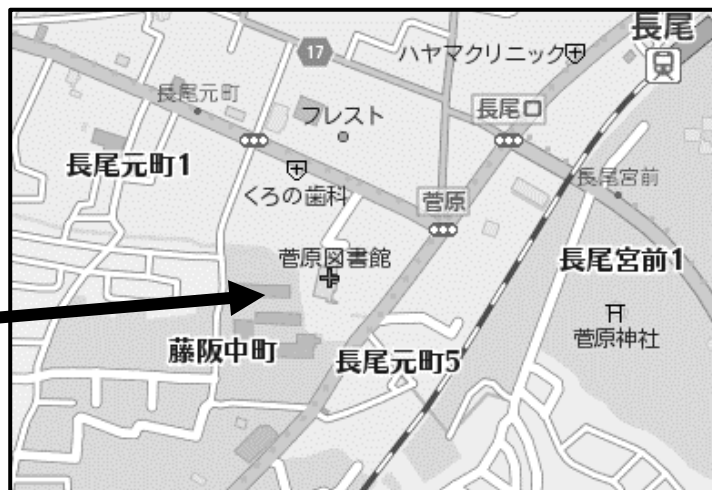 長尾
17
ハヤマクリニック
長尾元町
フレスト
長尾口
長尾元町1
くろの歯科
長尾宮前
菅原
菅原図書館
長尾宮前1
藤阪中町
長尾元町5
菅原神社